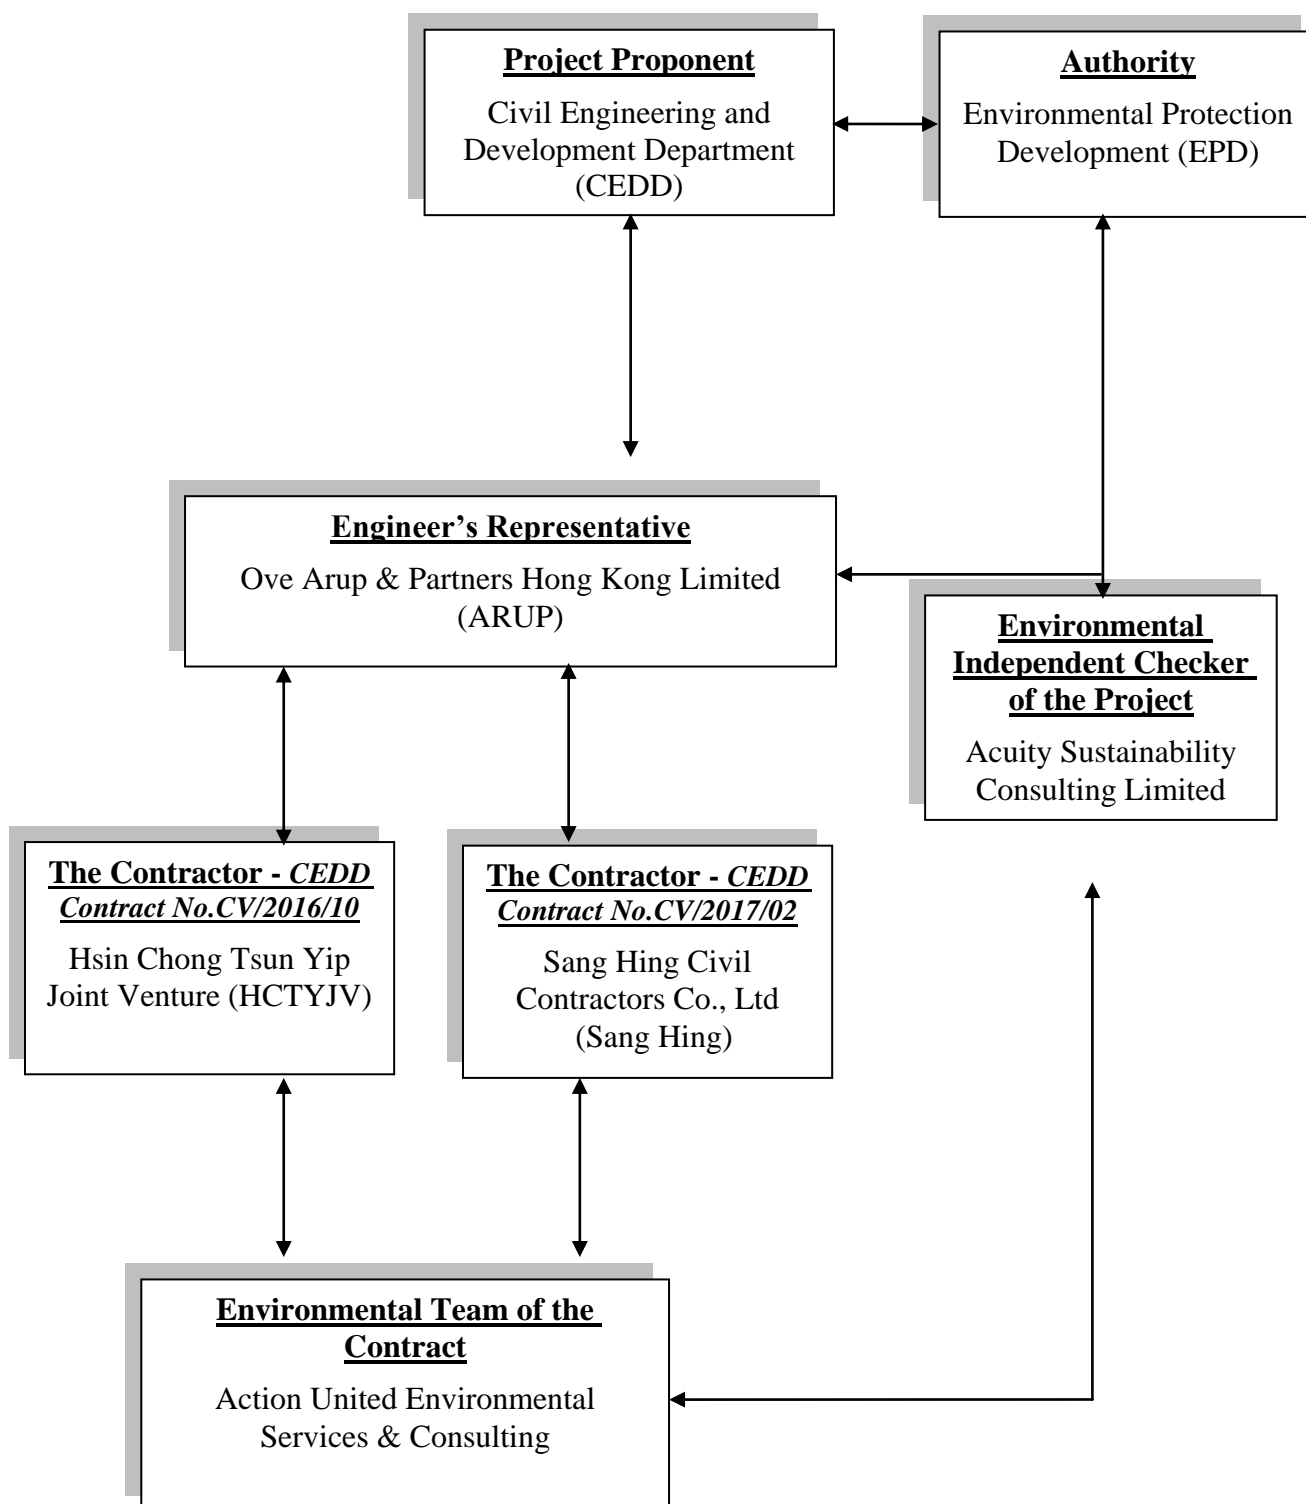 Project Proponent
Civil Engineering and
Development Department
(CEDD)
Authority
Environmental Protection
Development (EPD)
Engineer’s Representative
Ove Arup & Partners Hong Kong Limited
(ARUP)
Environmental
Independent Checker
of the Project
Acuity Sustainability
Consulting Limited
The Contractor - CEDD
Contract No.CV/2016/10
Hsin Chong Tsun Yip
Joint Venture (HCTYJV)
The Contractor - CEDD
Contract No.CV/2017/02
Sang Hing Civil
Contractors Co., Ltd
(Sang Hing)
Environmental Team of the
Contract
Action United Environmental
Services & Consulting